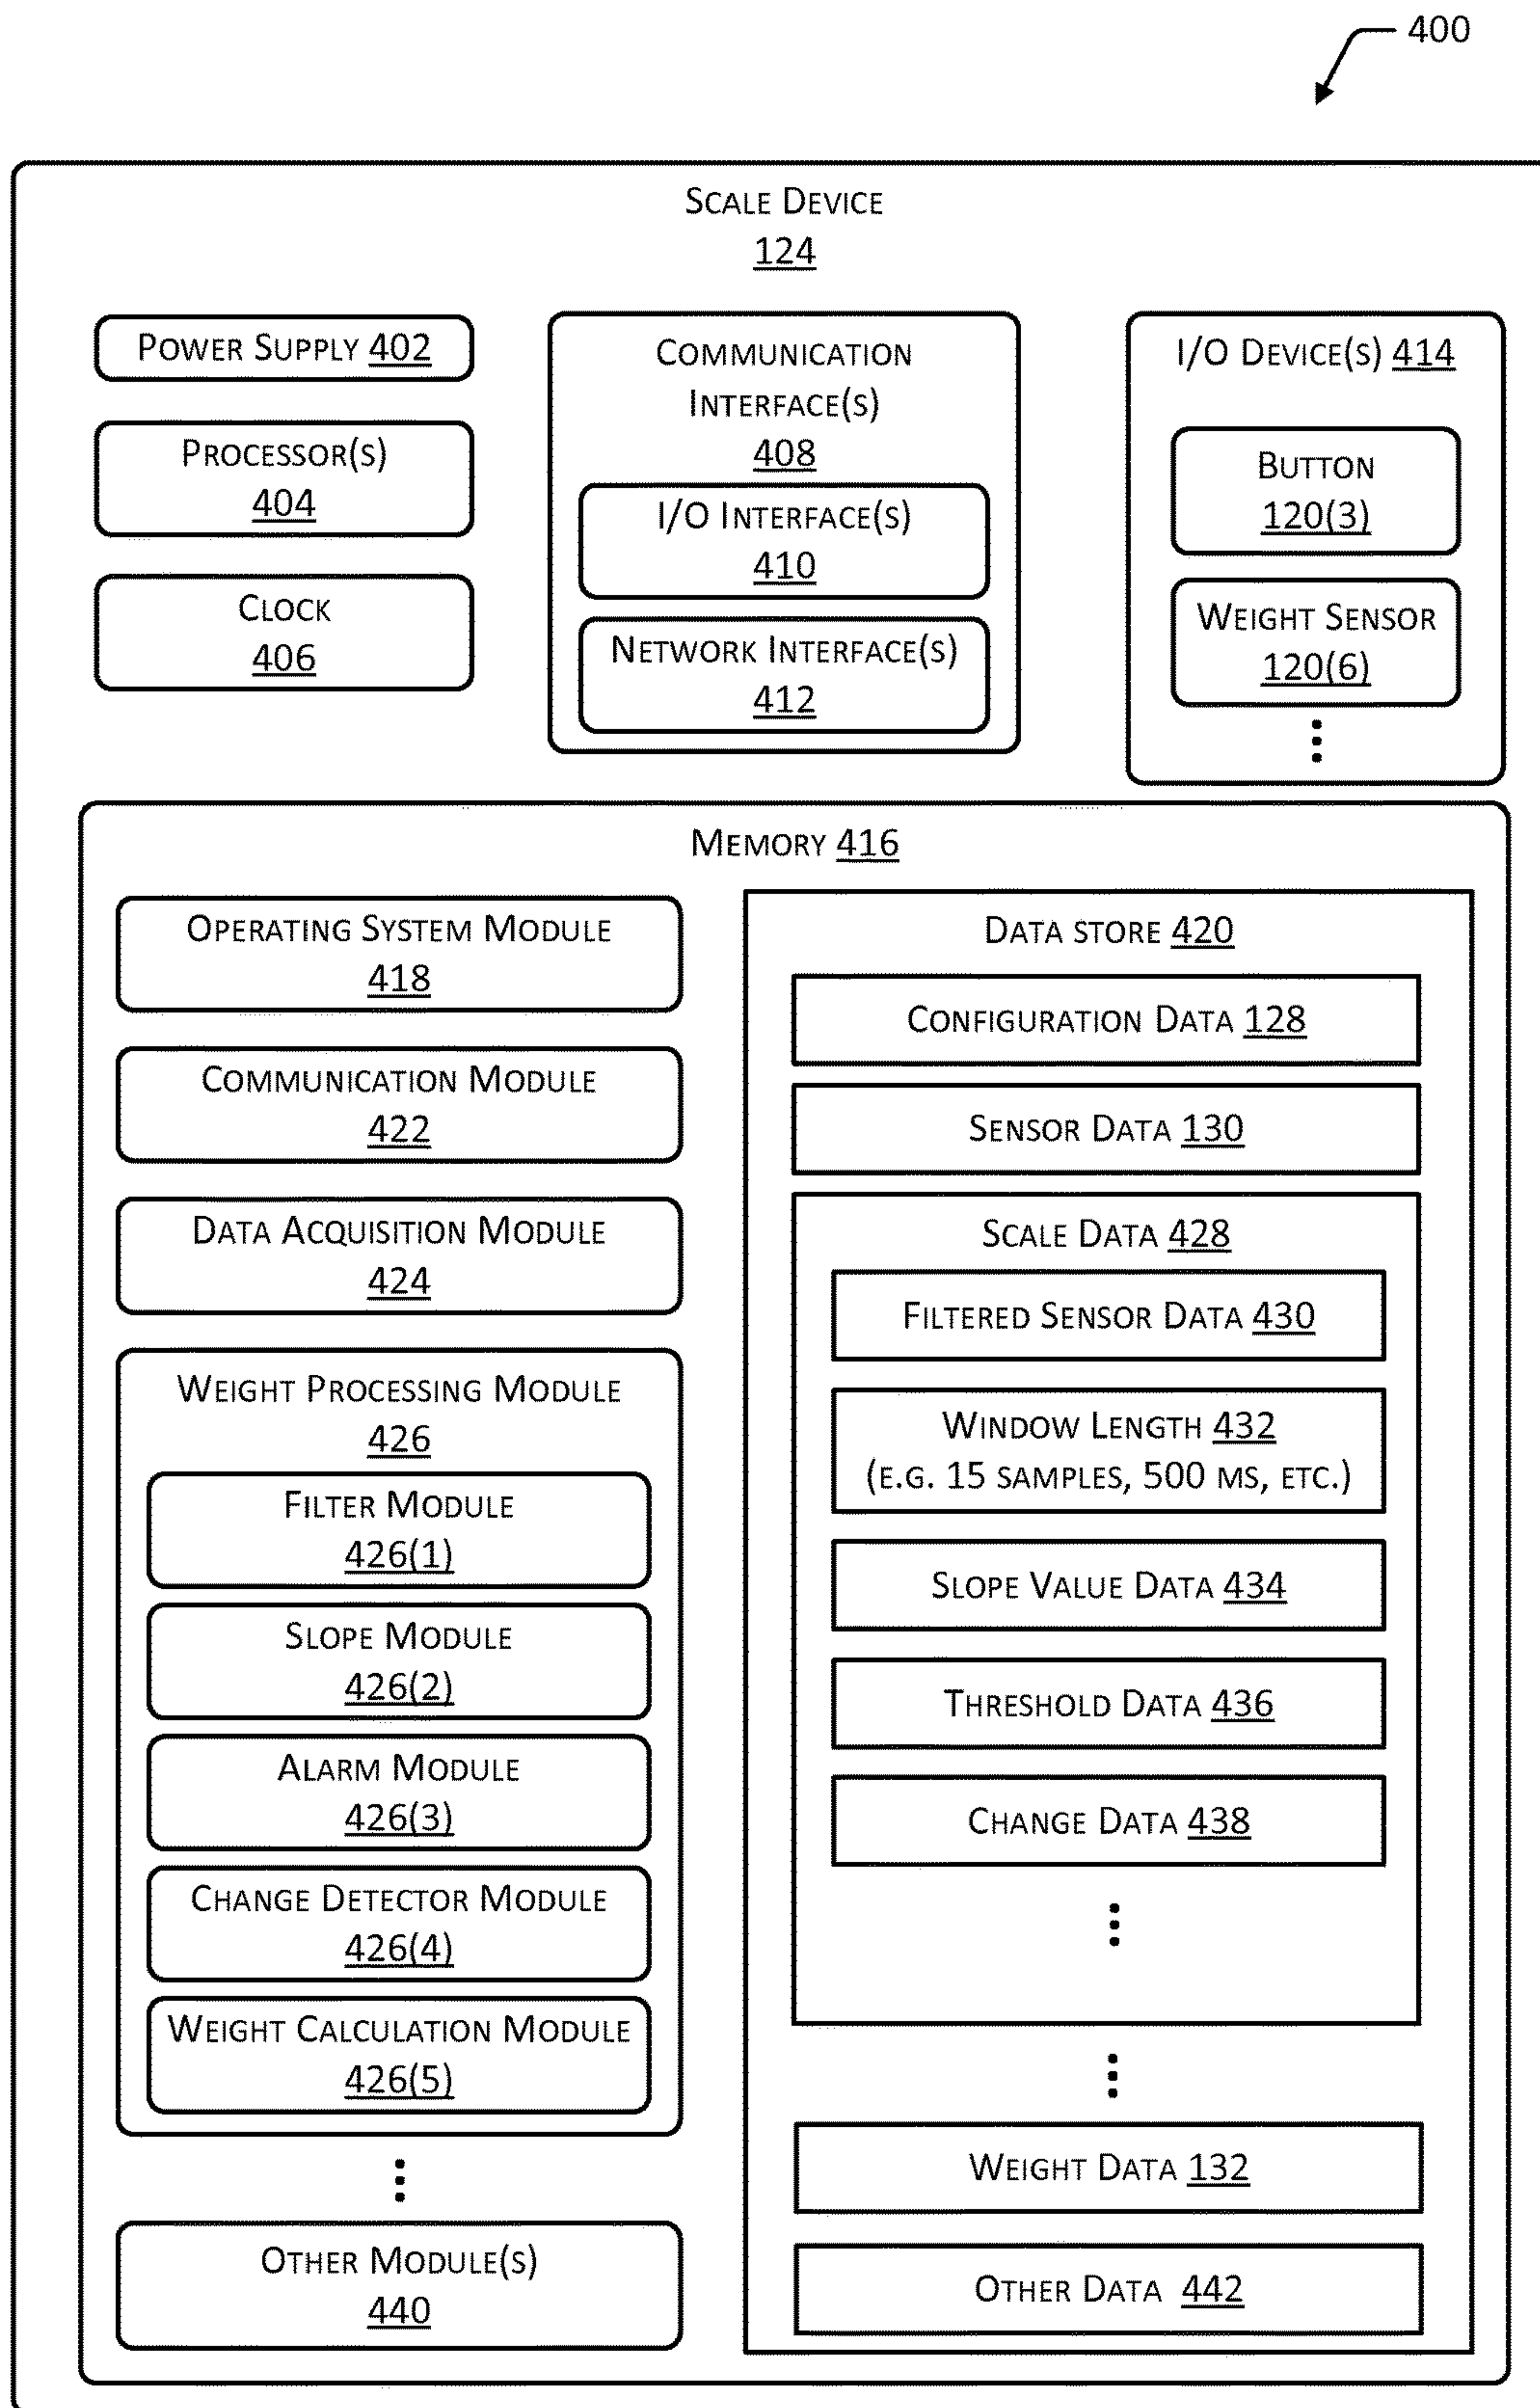 400
SCALE DEVICE
124
POWER SUPPLY 402
PROCESSOR(S)
404
CLOCK
406
COMMUNICATION
INTERFACE(S)
408
I/O INTERFACE(S)
410
NETWORK INTERFACE(S)
412
I/O DEVICE(S) 414
BUTTON
120(3)
WEIGHT SENSOR
120(6)
MEMORY 416
OPERATING SYSTEM MODULE
418
COMMUNICATION MODULE
422
DATA ACQUISITION MODULE
424
WEIGHT PROCESSING MODULE
426
FILTER MODULE
426(1)
SLOPE MODULE
426(2)
ALARM MODULE
426(3)
CHANGE DETECTOR MODULE
426(4)
WEIGHT CALCULATION MODULE
426(5)
OTHER MODULE(S)
440
DATA STORE 420
CONFIGURATION DATA 128
SENSOR DATA 130
SCALE DATA 428
FILTERED SENSOR DATA 430
WINDOW LENGTH 432
(E.G. 15 SAMPLES, 500 MS, ETC.)
SLOPE VALUE DATA 434
THRESHOLD DATA 436
CHANGE DATA 438
WEIGHT DATA 132
OTHER DATA 442